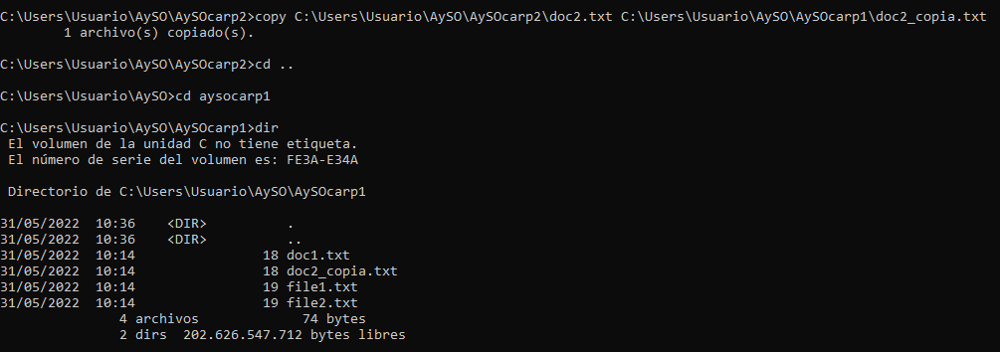 C:\Users\Usuario\AySO\AySOcarp2>copy C:\Users\Usuario\AySO\AySOcarp2\doc2.txt C:\Users\Usuario\AySO\AySOcarp1\doc2_copia.txt
        1 archivo(s) copiado(s).
C:\Users\Usuario\AySO\AySOcarp2>cd ..
C:\Users\Usuario\AySO>cd aysocarp1
C:\Users\Usuario\AySO\AySOcarp1>dir
 El volumen de la unidad C no tiene etiqueta.
 El número de serie del volumen es: FE3A-E34A
 Directorio de C:\Users\Usuario\AySO\AySOcarp1
31/05/2022  10:36    <DIR>          .
31/05/2022  10:36    <DIR>          ..
31/05/2022  10:14                18 doc1.txt
31/05/2022  10:14                18 doc2_copia.txt
31/05/2022  10:14                19 file1.txt
31/05/2022  10:14                19 file2.txt
               4 archivos             74 bytes
               2 dirs  202.626.547.712 bytes libres